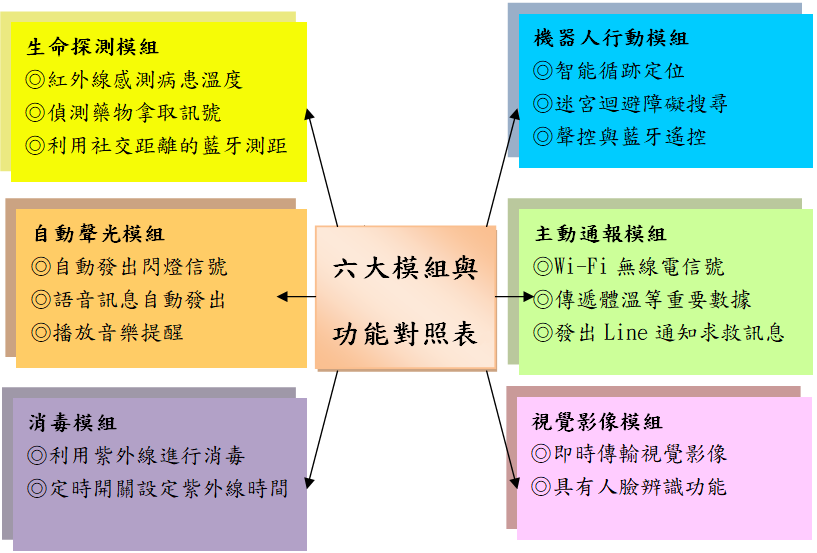 生命探測模組
◎紅外線感測病患溫度
◎偵測藥物拿取訊號
◎利用社交距離的藍牙測距
機器人行動模組
◎智能循跡定位
◎迷宮迴避障礙搜尋
◎聲控與藍牙遙控
自動聲光模組
◎自動發出閃燈信號
◎語音訊息自動發出
◎播放音樂提醒
六大模組與
功能對照表
主動通報模組
◎Wi-Fi 無線電信號
◎傳遞體溫等重要數據
◎發出 Line 通知求救訊息
消毒模組
◎利用紫外線進行消毒
◎定時開關設定紫外線時間
視覺影像模組
◎即時傳輸視覺影像
◎具有人臉辨識功能